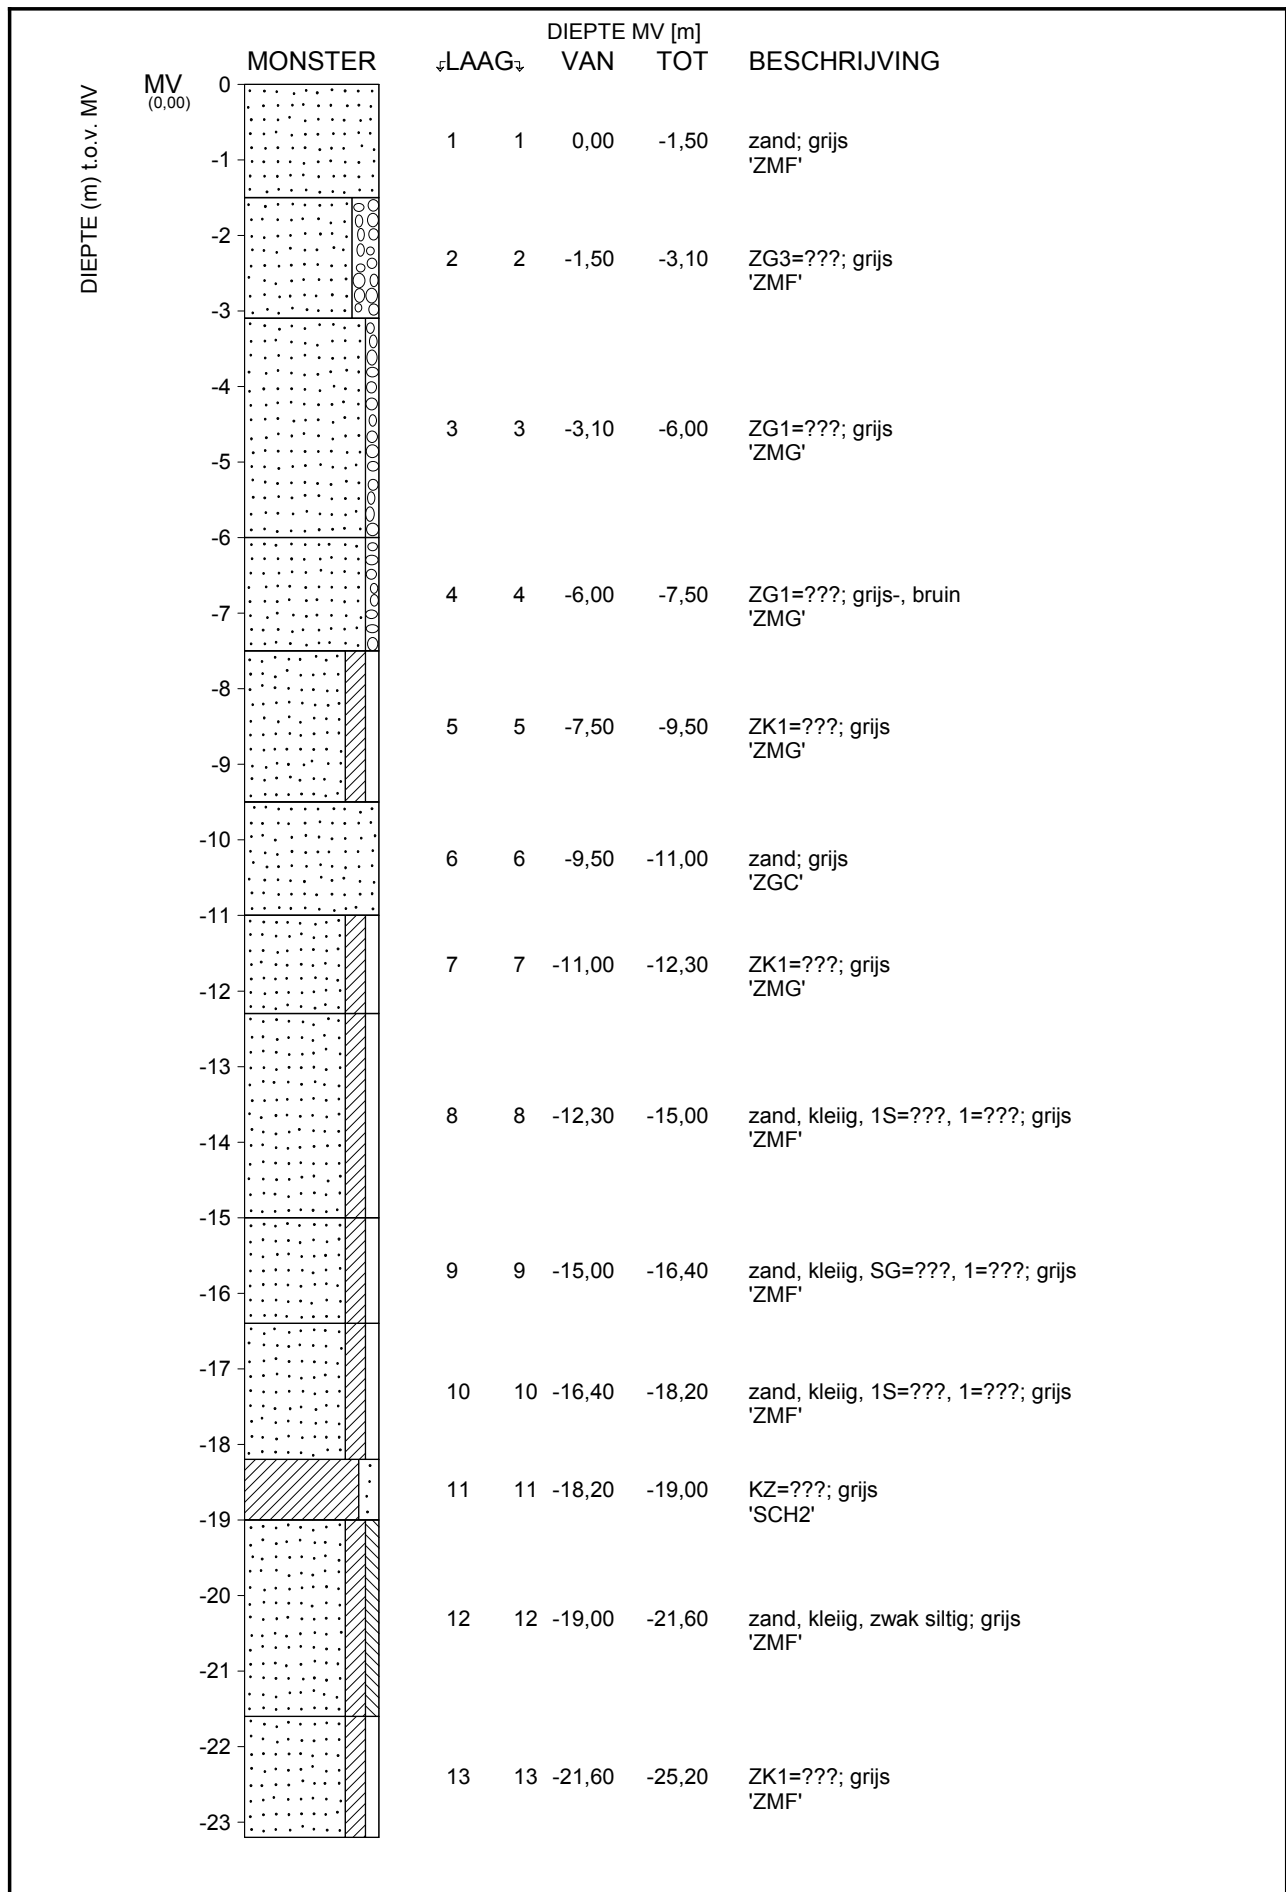 DIEPTE MV [m]
MONSTER LAAG VAN TOT BESCHRIJVING
DIEPTE (m) t.o.v. MV
MV
(0,00)
0
1 1 0,00 -1,50 zand; grijs
'ZMF'
-1
-2
2 2 -1,50 -3,10 ZG3=???; grijs
'ZMF'
-3
-4
3 3 -3,10 -6,00 ZG1=???; grijs
'ZMG'
-5
-6
4 4 -6,00 -7,50 ZG1=???; grijs-, bruin
'ZMG'
-7
-8
5 5 -7,50 -9,50 ZK1=???; grijs
'ZMG'
-9
-10
6 6 -9,50 -11,00 zand; grijs
'ZGC'
-11
7 7 -11,00 -12,30 ZK1=???; grijs
'ZMG'
-12
-13
8 8 -12,30 -15,00 zand, kleiig, 1S=???, 1=???; grijs
'ZMF'
-14
-15
9 9 -15,00 -16,40 zand, kleiig, SG=???, 1=???; grijs
'ZMF'
-16
-17
10 10 -16,40 -18,20 zand, kleiig, 1S=???, 1=???; grijs
'ZMF'
-18
11 11 -18,20 -19,00 KZ=???; grijs
'SCH2'
-19
-20
12 12 -19,00 -21,60 zand, kleiig, zwak siltig; grijs
'ZMF'
-21
-22
13 13 -21,60 -25,20 ZK1=???; grijs
'ZMF'
-23